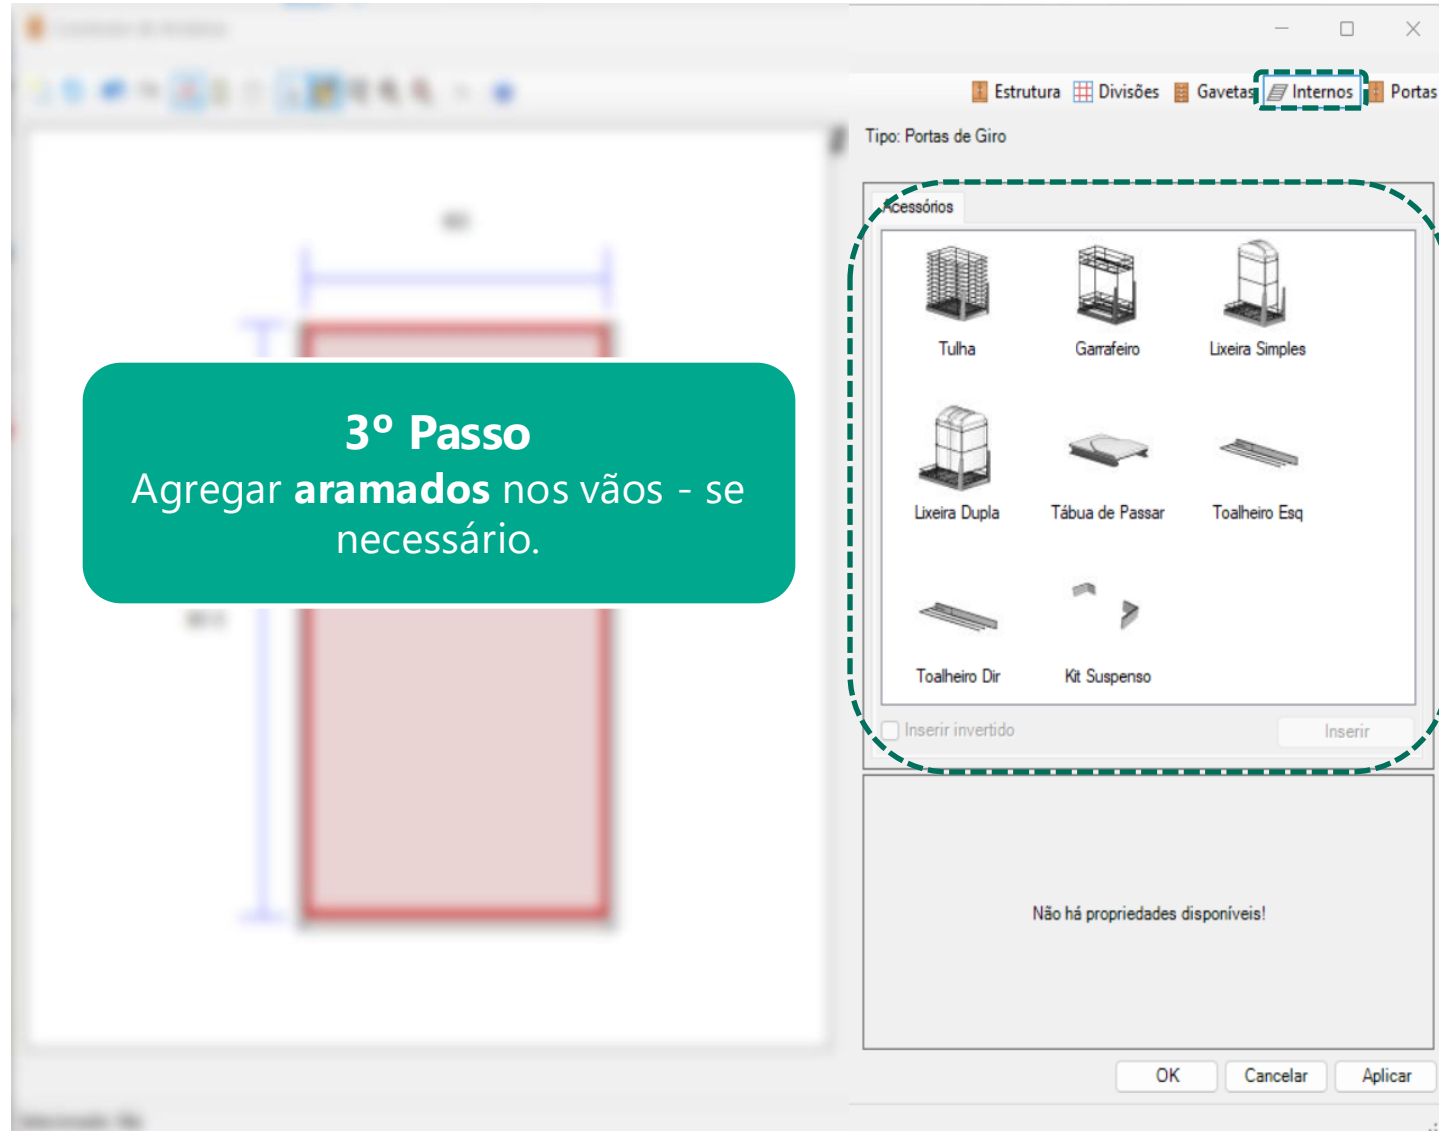 Estrutura Divisões Gavetas Internos Portas
Tipo: Portas de Giro
Acessórios
Tulha Garrafeiro Lixeira Simples
Lixeira Dupla Tábua de Passar Toalheiro Esq
Toalheiro Dir Kit Suspenso
Inserir invertido Inserir
Não há propriedades disponíveis!
OK Cancelar Aplicar
3º Passo
Agregar aramados nos vãos - se
necessário.